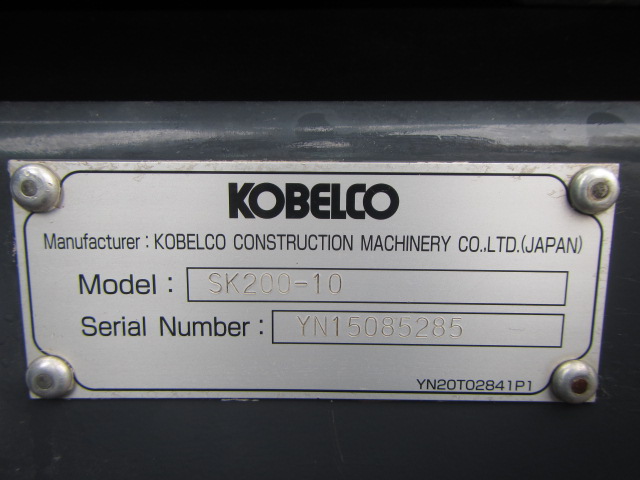 KOBELCO
Manufacturer : KOBELCO CONSTRUCTION MACHINERY CO.,LTD.(JAPAN)
Model : SK200-10
Serial Number : YN15085285
YN20T02841P1